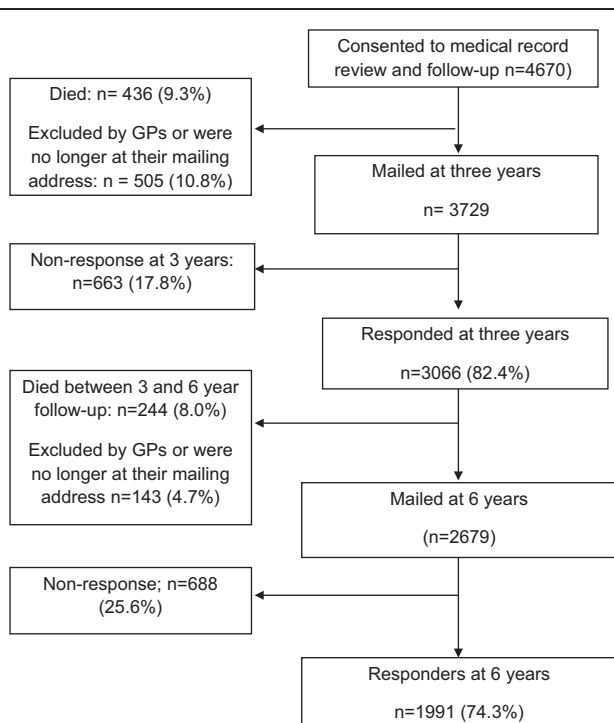 Consented to medical record
review and follow-up n=4670)
Died: n= 436 (9.3%)
Excluded by GPs or were
no longer at their mailing
address: n = 505 (10.8%)
Mailed at three years
n= 3729
Non-response at 3 years:
n=663 (17.8%)
Responded at three years
n=3066 (82.4%)
Died between 3 and 6 year
follow-up: n=244 (8.0%)
Excluded by GPs or were
no longer at their mailing
address n=143 (4.7%)
Mailed at 6 years
(n=2679)
Non-response; n=688
(25.6%)
Responders at 6 years
n=1991 (74.3%)